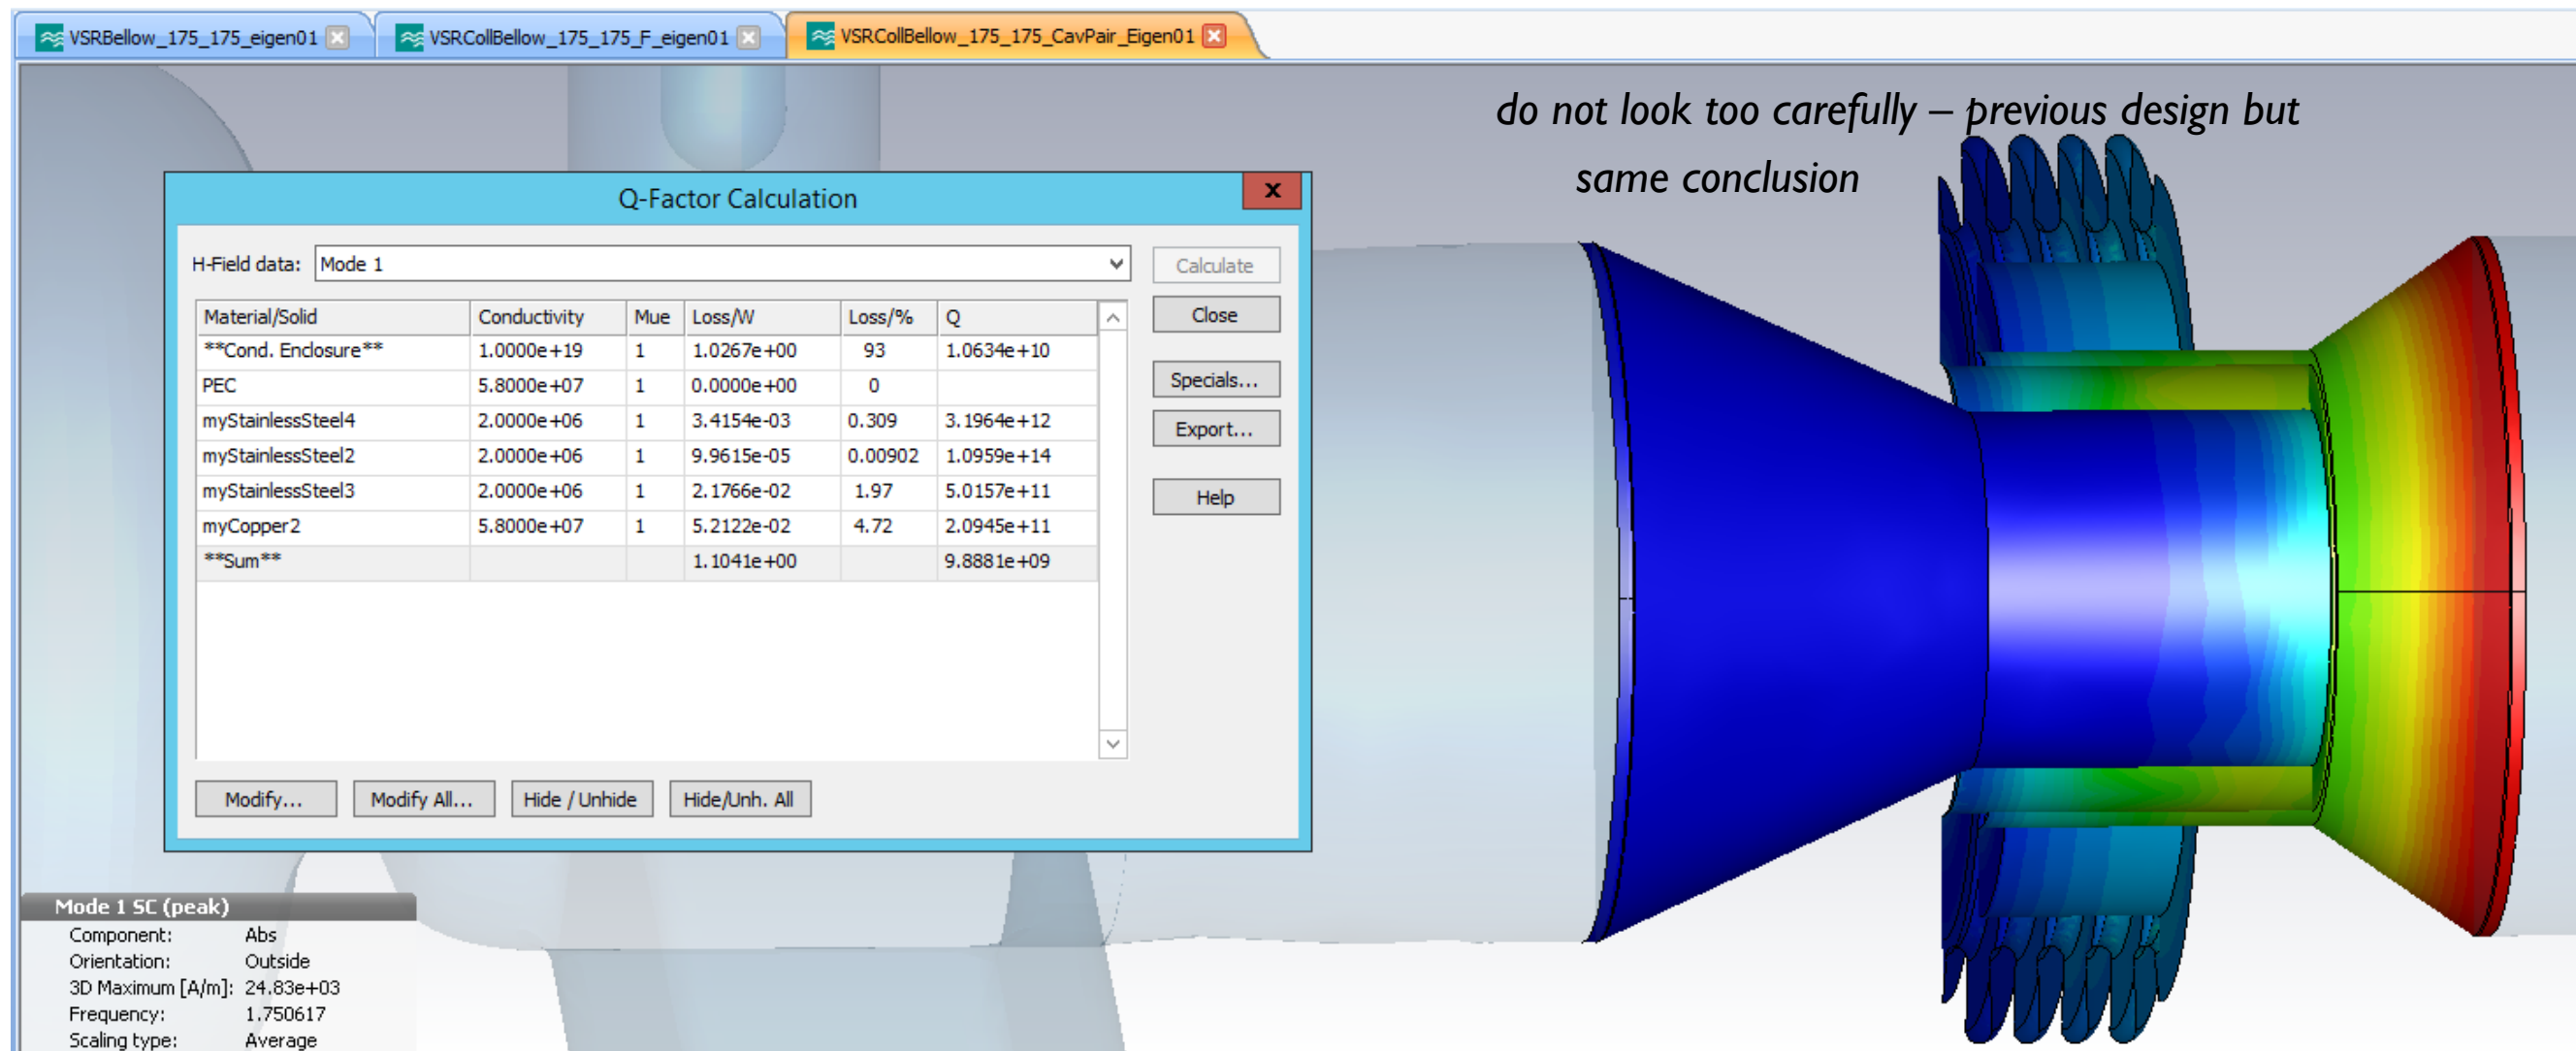 VSRBellow_175_175_eigen01 VSRCollBellow_175_175_F_eigen01 VSRCollBellow_175_175_CavPair_Eigen01
do not look too carefully – previous design but
same conclusion
Q-Factor Calculation x
H-Field data: Mode 1 Calculate
Material/Solid Conductivity Mue Loss/W Loss/% Q Close
**Cond. Enclosure** 1.0000e+19 1 1.0267e+00 93 1.0634e+10
PEC 5.8000e+07 1 0.0000e+00 0 Specials...
myStainlessSteel4 2.0000e+06 1 3.4154e-03 0.309 3.1964e+12 Export...
myStainlessSteel2 2.0000e+06 1 9.9615e-05 0.00902 1.0959e+14
myStainlessSteel3 2.0000e+06 1 2.1766e-02 1.97 5.0157e+11 Help
myCopper2 5.8000e+07 1 5.2122e-02 4.72 2.0945e+11
**Sum** 1.1041e+00 9.8881e+09
Modify... Modify All... Hide / Unhide Hide/Unh. All
Mode 1 SC (peak)
Component: Abs
Orientation: Outside
3D Maximum [A/m]: 24.83e+03
Frequency: 1.750617
Scaling type: Average